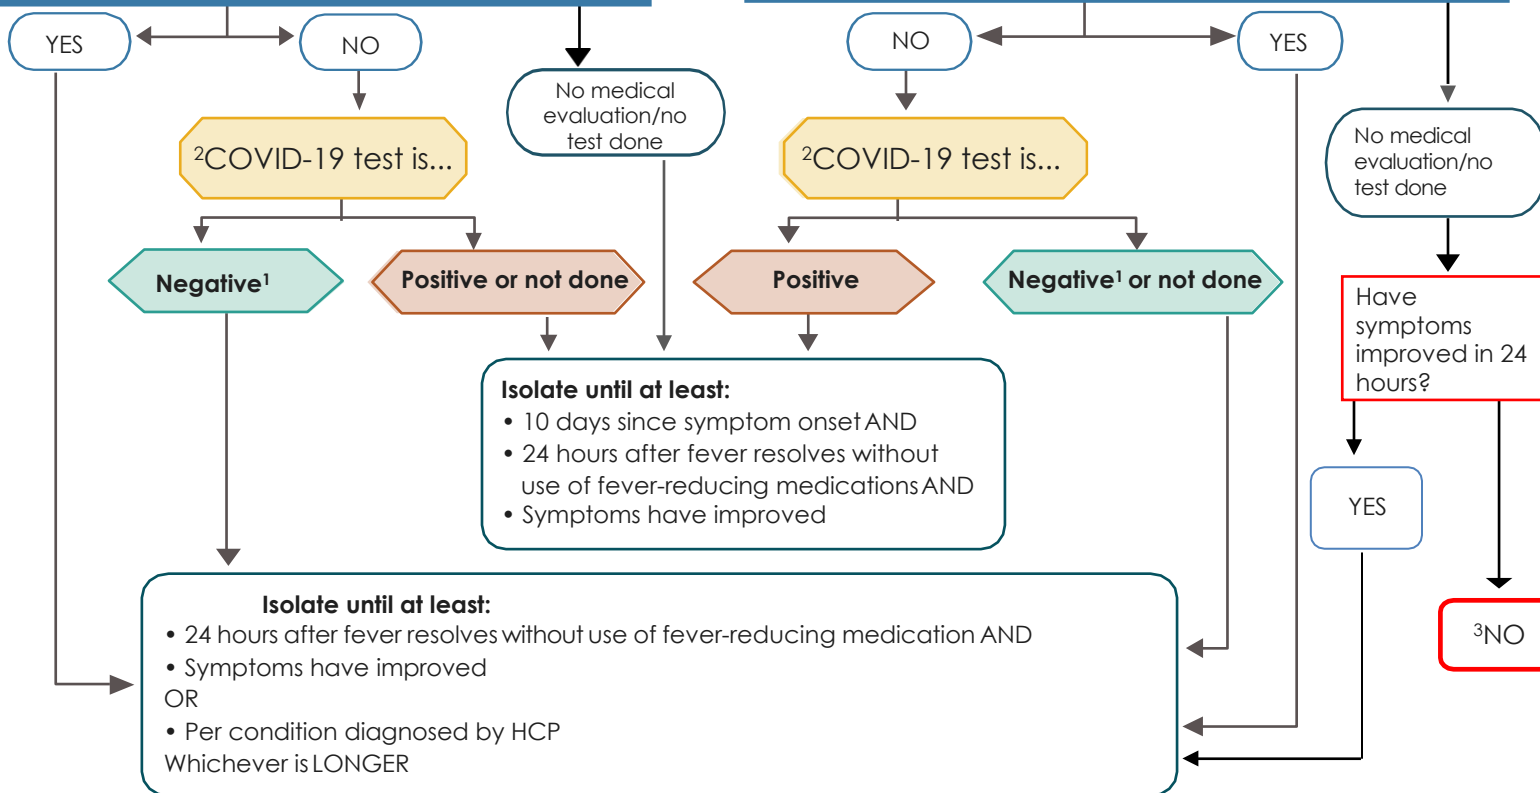 YES
NO
No medical
evaluation/no
test done
NO
YES
No medical
evaluation/no
test done
²COVID-19 test is...
²COVID-19 test is...
Negative¹
Positive or not done
Positive
Negative¹ or not done
Have
symptoms
improved in 24
hours?
Isolate until at least:
• 10 days since symptom onset AND
• 24 hours after fever resolves without
use of fever-reducing medications AND
• Symptoms have improved
YES
³NO
Isolate until at least:
• 24 hours after fever resolves without use of fever-reducing medication AND
• Symptoms have improved
OR
• Per condition diagnosed by HCP
Whichever is LONGER